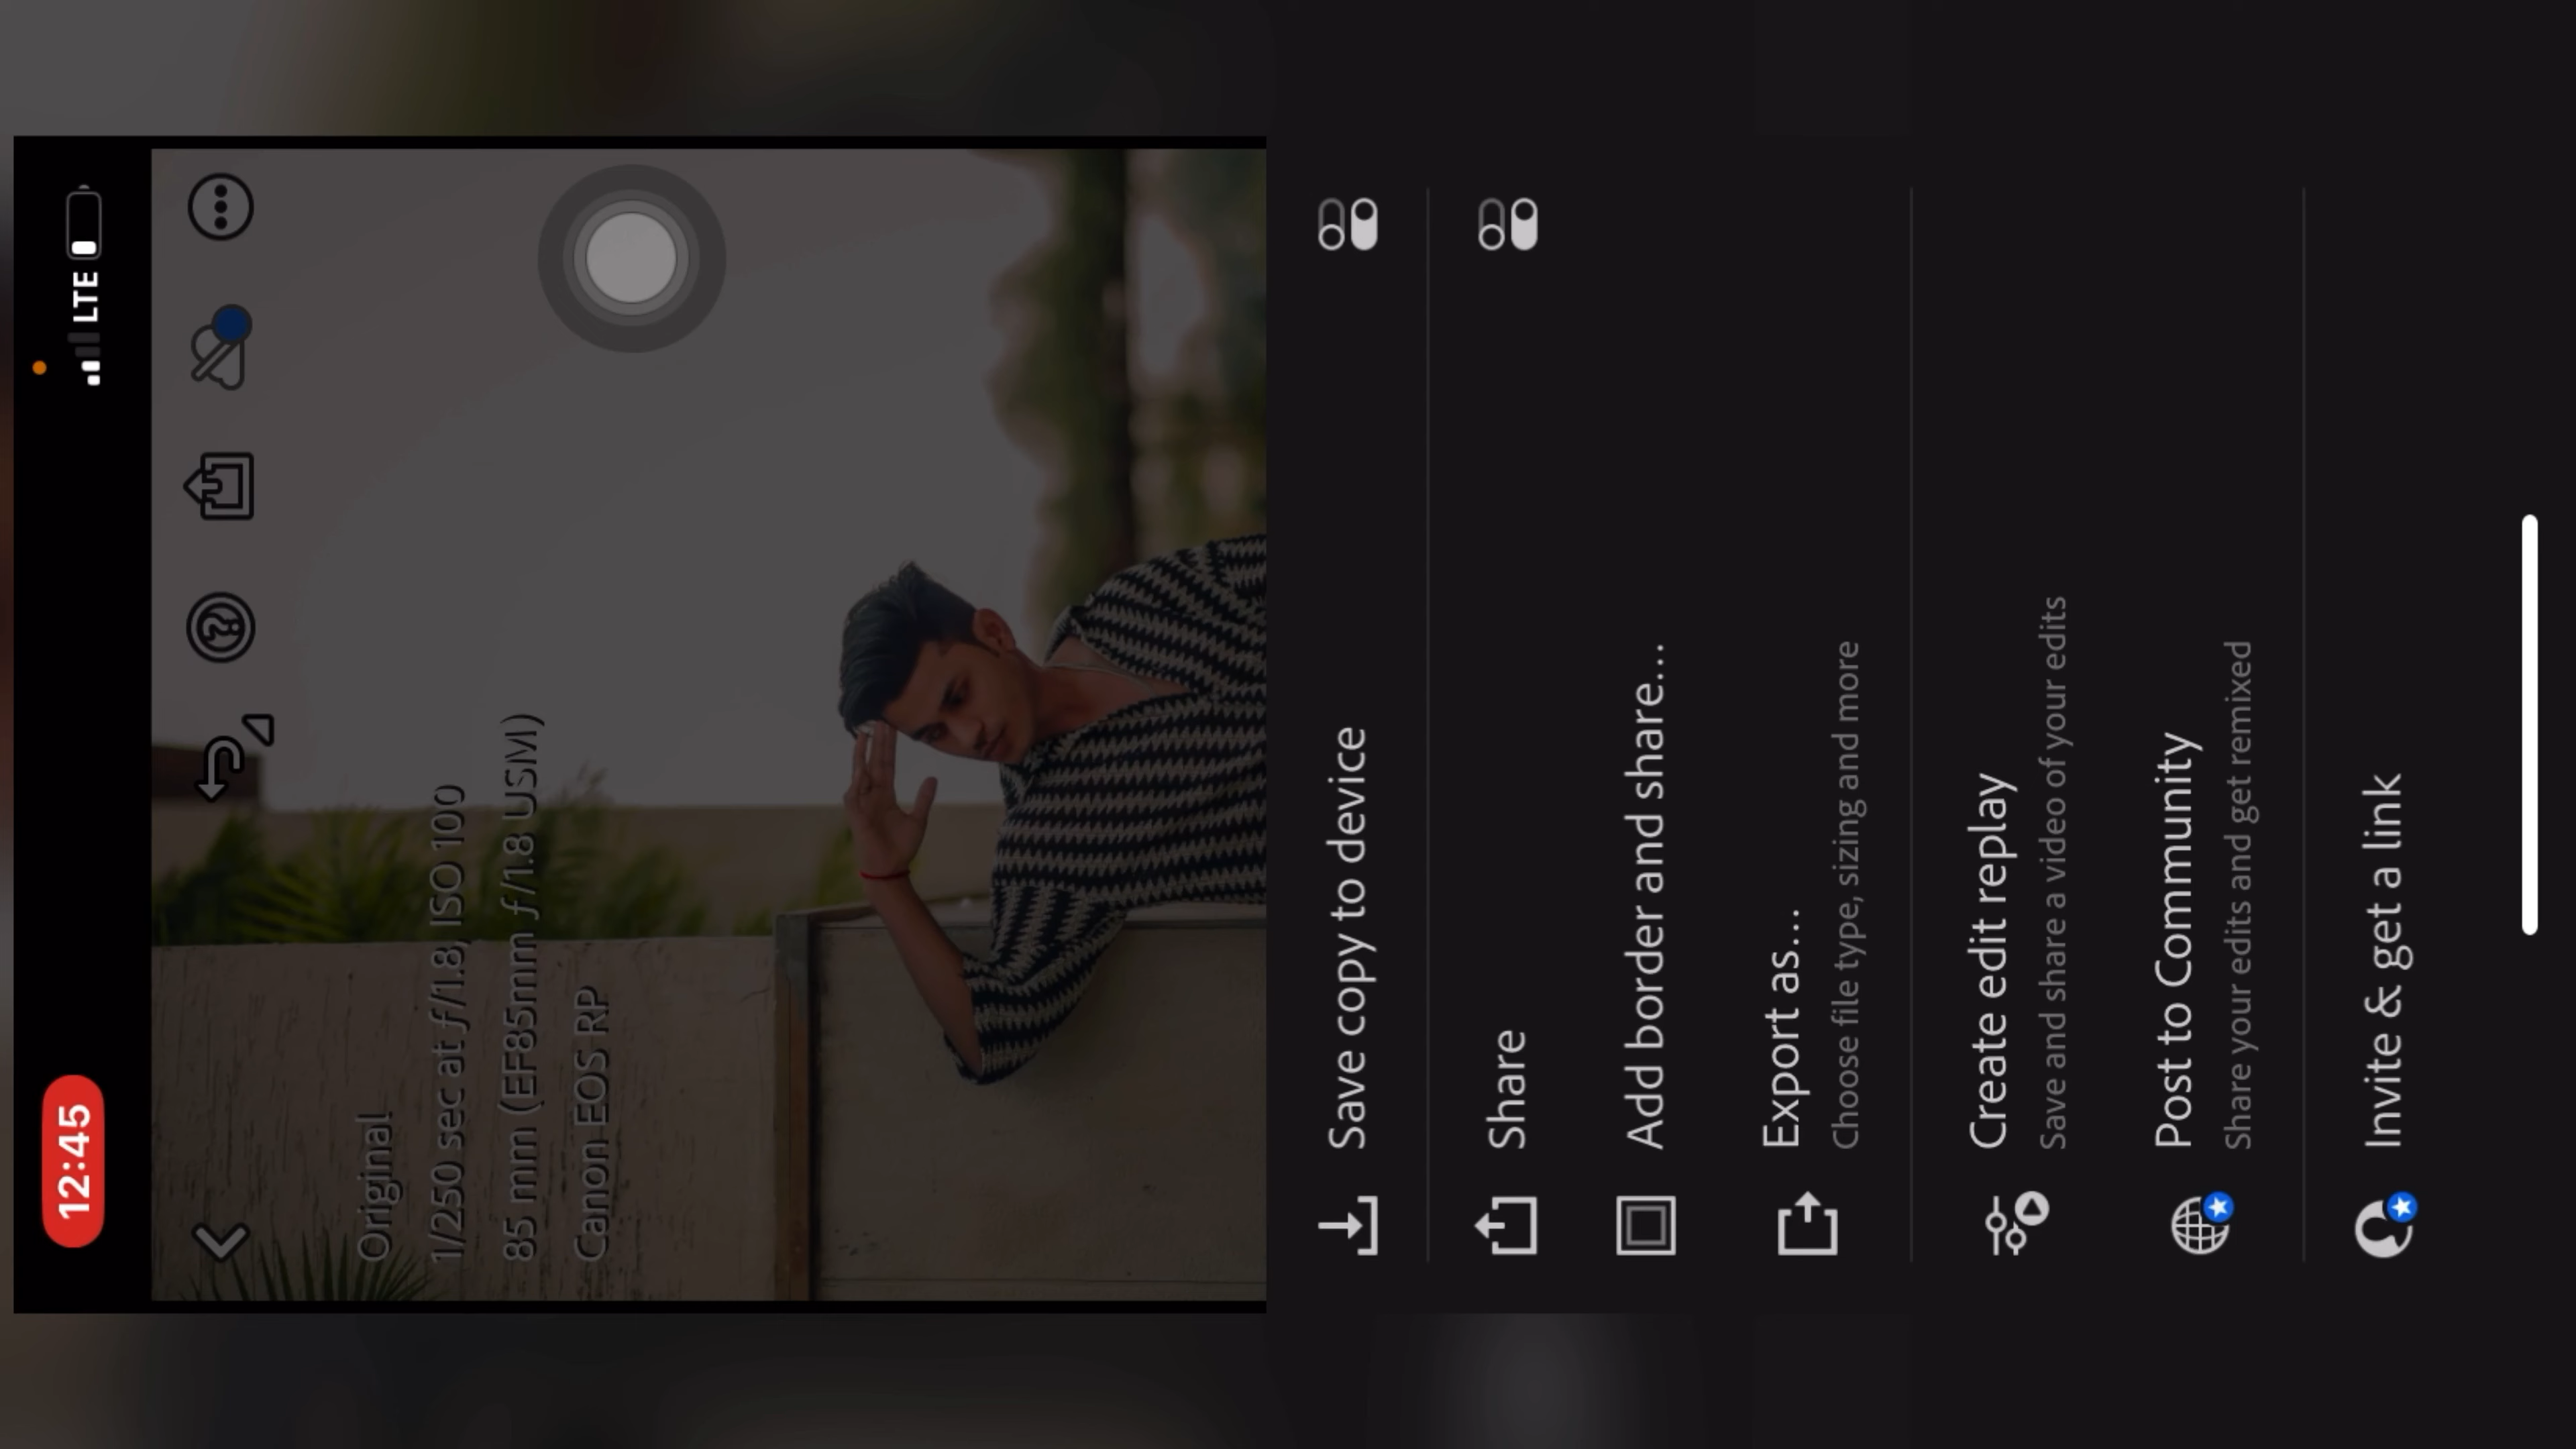 12:45
LTE
Original
1/250 sec at ƒ/1.8, ISO 100
85 mm (EF85mm ƒ/1.8 USM)
Canon EOS RP
Save copy to device
Share
Add border and share...
Export as...
Choose file type, sizing and more
Create edit replay
Save and share a video of your edits
Post to Community
Share your edits and get remixed
Invite & get a link